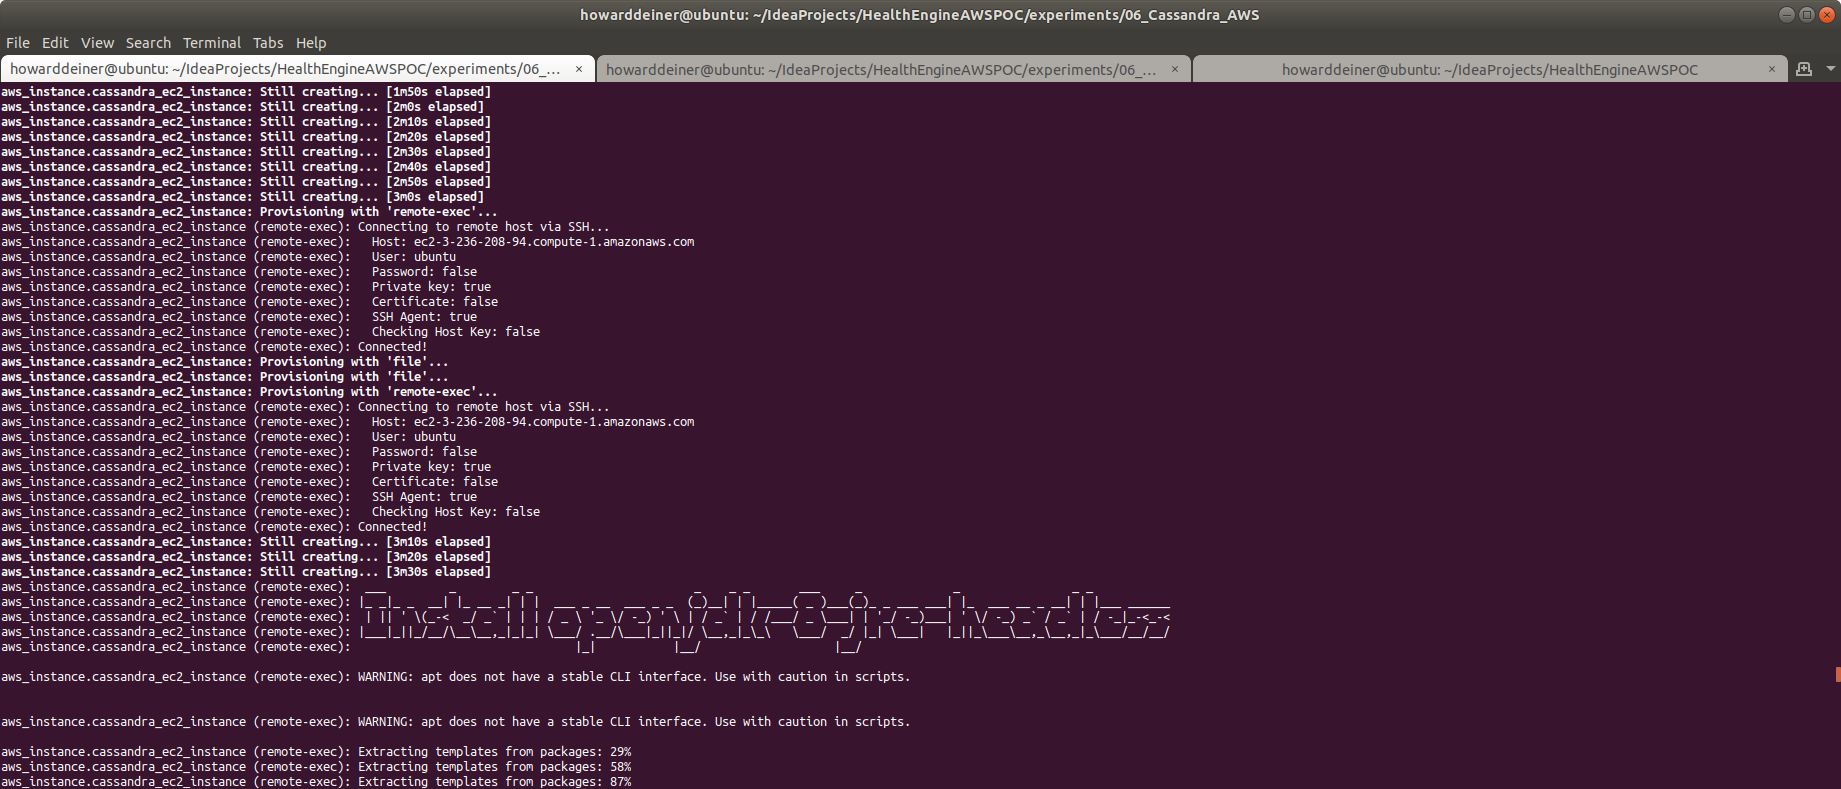 howarddeiner@ubuntu: ~/IdeaProjects/HealthEngineAWSPOC/experiments/06_Cassandra_AWS
File Edit View Search Terminal Tabs Help
howarddeiner@ubuntu: ~/IdeaProjects/HealthEngineAWSPOC/experiments/06_... × howarddeiner@ubuntu: ~/IdeaProjects/HealthEngineAWSPOC/experiments/06_... × howarddeiner@ubuntu: ~/IdeaProjects/HealthEngineAWSPOC ×
aws_instance.cassandra_ec2_instance: Still creating... [1m50s elapsed]
aws_instance.cassandra_ec2_instance: Still creating... [2m0s elapsed]
aws_instance.cassandra_ec2_instance: Still creating... [2m10s elapsed]
aws_instance.cassandra_ec2_instance: Still creating... [2m20s elapsed]
aws_instance.cassandra_ec2_instance: Still creating... [2m30s elapsed]
aws_instance.cassandra_ec2_instance: Still creating... [2m40s elapsed]
aws_instance.cassandra_ec2_instance: Still creating... [2m50s elapsed]
aws_instance.cassandra_ec2_instance: Still creating... [3m0s elapsed]
aws_instance.cassandra_ec2_instance: Provisioning with 'remote-exec'...
aws_instance.cassandra_ec2_instance (remote-exec): Connecting to remote host via SSH...
aws_instance.cassandra_ec2_instance (remote-exec):   Host: ec2-3-236-208-94.compute-1.amazonaws.com
aws_instance.cassandra_ec2_instance (remote-exec):   User: ubuntu
aws_instance.cassandra_ec2_instance (remote-exec):   Password: false
aws_instance.cassandra_ec2_instance (remote-exec):   Private key: true
aws_instance.cassandra_ec2_instance (remote-exec):   Certificate: false
aws_instance.cassandra_ec2_instance (remote-exec):   SSH Agent: true
aws_instance.cassandra_ec2_instance (remote-exec):   Checking Host Key: false
aws_instance.cassandra_ec2_instance (remote-exec): Connected!
aws_instance.cassandra_ec2_instance: Provisioning with 'file'...
aws_instance.cassandra_ec2_instance: Provisioning with 'file'...
aws_instance.cassandra_ec2_instance: Provisioning with 'remote-exec'...
aws_instance.cassandra_ec2_instance (remote-exec): Connecting to remote host via SSH...
aws_instance.cassandra_ec2_instance (remote-exec):   Host: ec2-3-236-208-94.compute-1.amazonaws.com
aws_instance.cassandra_ec2_instance (remote-exec):   User: ubuntu
aws_instance.cassandra_ec2_instance (remote-exec):   Password: false
aws_instance.cassandra_ec2_instance (remote-exec):   Private key: true
aws_instance.cassandra_ec2_instance (remote-exec):   Certificate: false
aws_instance.cassandra_ec2_instance (remote-exec):   SSH Agent: true
aws_instance.cassandra_ec2_instance (remote-exec):   Checking Host Key: false
aws_instance.cassandra_ec2_instance (remote-exec): Connected!
aws_instance.cassandra_ec2_instance: Still creating... [3m10s elapsed]
aws_instance.cassandra_ec2_instance: Still creating... [3m20s elapsed]
aws_instance.cassandra_ec2_instance: Still creating... [3m30s elapsed]
aws_instance.cassandra_ec2_instance (remote-exec):
aws_instance.cassandra_ec2_instance (remote-exec): Install openjdk-8-jre-headless
aws_instance.cassandra_ec2_instance (remote-exec):
aws_instance.cassandra_ec2_instance (remote-exec):
aws_instance.cassandra_ec2_instance (remote-exec):
aws_instance.cassandra_ec2_instance (remote-exec): WARNING: apt does not have a stable CLI interface. Use with caution in scripts.
aws_instance.cassandra_ec2_instance (remote-exec): WARNING: apt does not have a stable CLI interface. Use with caution in scripts.
aws_instance.cassandra_ec2_instance (remote-exec): Extracting templates from packages: 29%
aws_instance.cassandra_ec2_instance (remote-exec): Extracting templates from packages: 58%
aws_instance.cassandra_ec2_instance (remote-exec): Extracting templates from packages: 87%